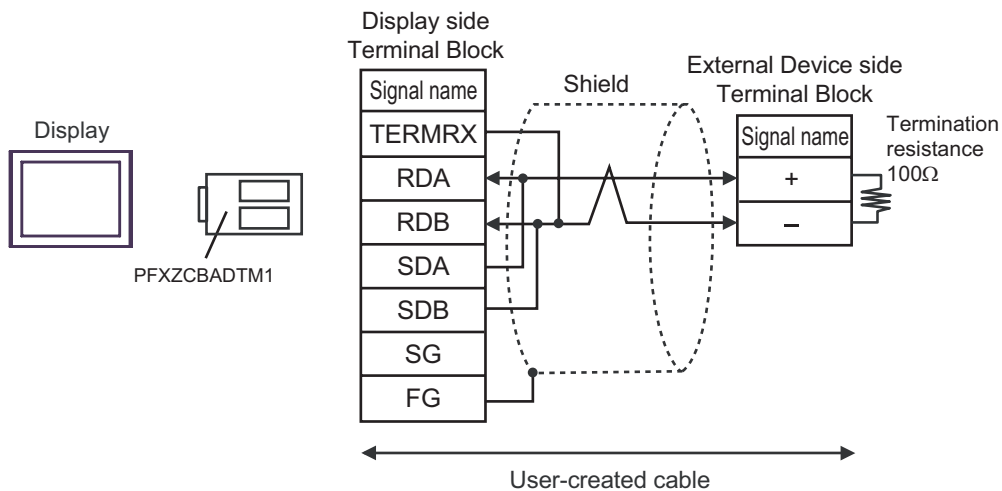 Display side
Terminal Block
Signal name
TERMRX
RDA
RDB
SDA
SDB
SG
FG
Shield
External Device side
Terminal Block
Signal name
+
–
Termination
resistance
100Ω
Display
PFXZCBADTM1
User-created cable